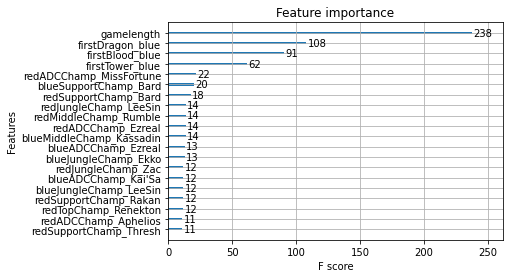 Feature importance
gamelength 238
firstDragon_blue 108
firstBlood_blue 91
firstTower_blue 62
redADCChamp_MissFortune 22
blueSupportChamp_Bard 20
redSupportChamp_Bard 18
redJungleChamp_LeeSin 14
redMiddleChamp_Rumble 14
redADCChamp_Ezreal 14
blueMiddleChamp_Kassadin 14
blueADCChamp_Ezreal 13
blueJungleChamp_Ekko 13
redJungleChamp_Zac 12
blueADCChamp_Kai'Sa 12
blueJungleChamp_LeeSin 12
redSupportChamp_Rakan 12
redTopChamp_Renekton 12
redADCChamp_Aphelios 11
redSupportChamp_Thresh 11
0 50 100 150 200 250
F score
Features